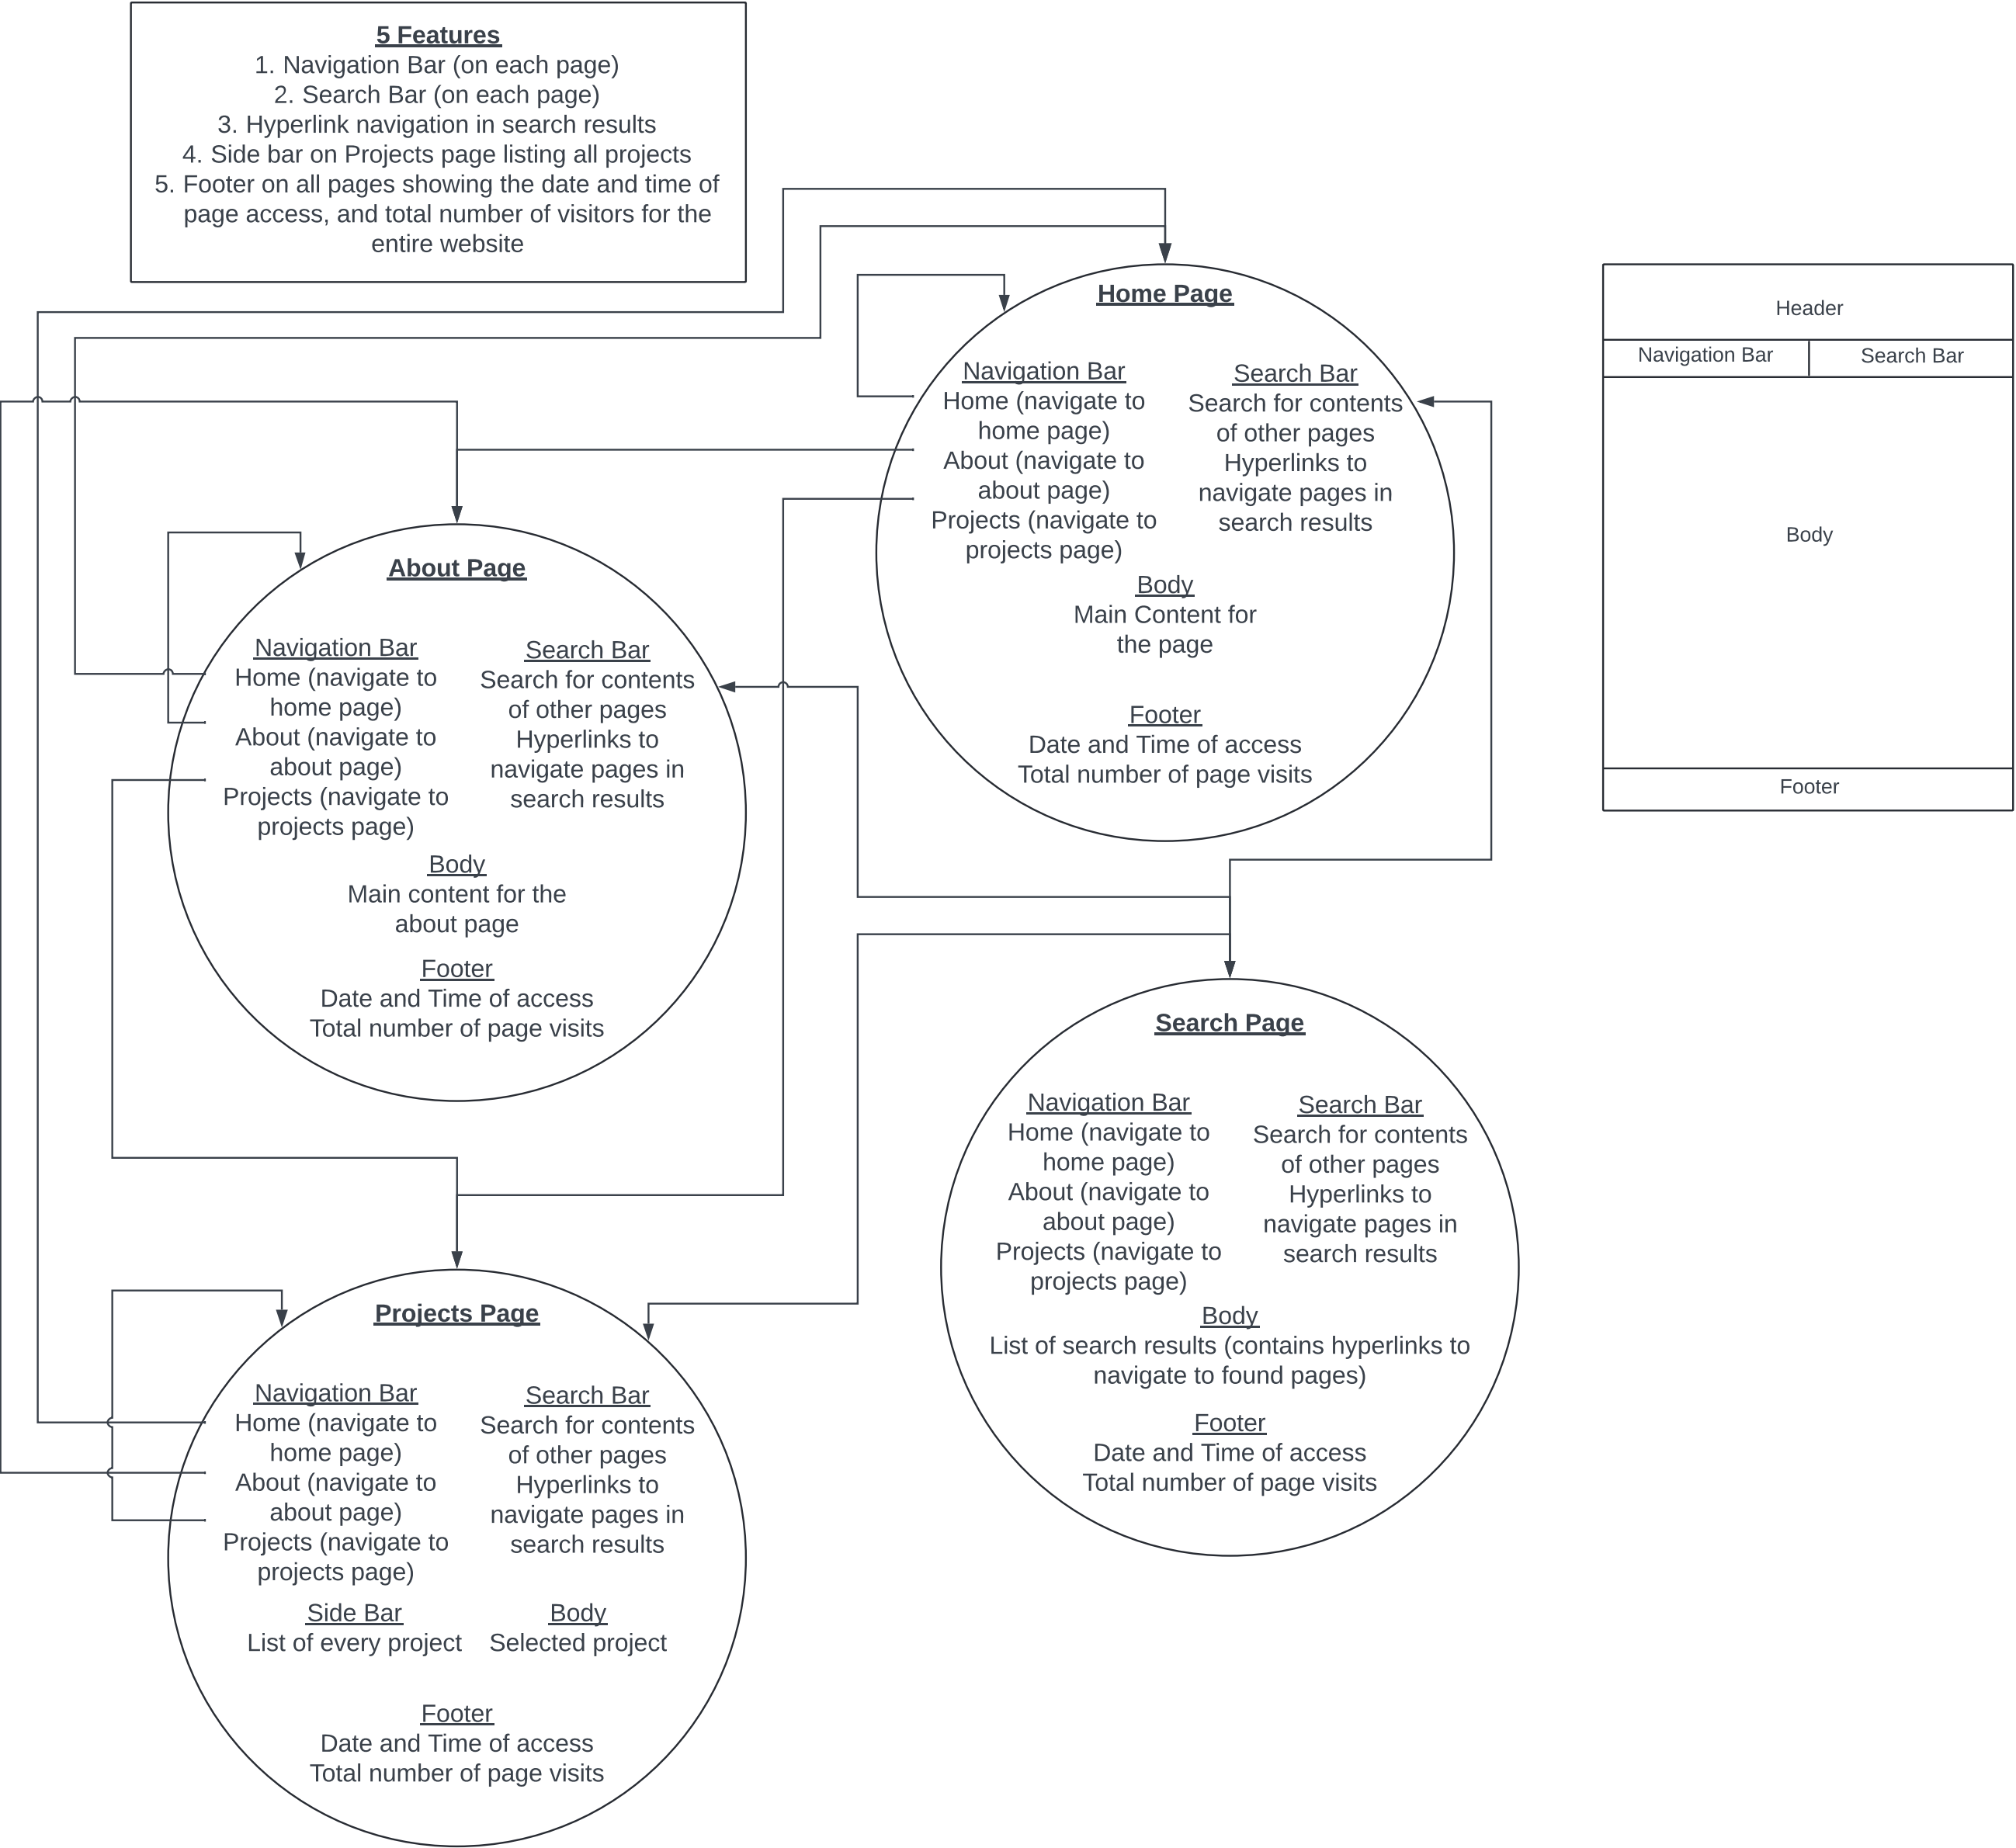 5 Features
1. Navigation Bar (on each page)
2. Search Bar (on each page)
3. Hyperlink navigation in search results
4. Side bar on Projects page listing all projects
5. Footer on all pages showing the date and time of
page access, and total number of visitors for the
entire website
Home Page
Navigation Bar
Home (navigate to
home page)
About (navigate to
about page)
Projects (navigate to
projects page)
Search Bar
Search for contents
of other pages
Hyperlinks to
navigate pages in
search results
Body
Main Content for
the page
Footer
Date and Time of access
Total number of page visits
Header
Navigation Bar
Search Bar
Body
Footer
About Page
Navigation Bar
Home (navigate to
home page)
About (navigate to
about page)
Projects (navigate to
projects page)
Search Bar
Search for contents
of other pages
Hyperlinks to
navigate pages in
search results
Body
Main content for the
about page
Footer
Date and Time of access
Total number of page visits
Search Page
Navigation Bar
Home (navigate to
home page)
About (navigate to
about page)
Projects (navigate to
projects page)
Search Bar
Search for contents
of other pages
Hyperlinks to
navigate pages in
search results
Body
List of search results (contains hyperlinks to
navigate to found pages)
Footer
Date and Time of access
Total number of page visits
Projects Page
Navigation Bar
Home (navigate to
home page)
About (navigate to
about page)
Projects (navigate to
projects page)
Search Bar
Search for contents
of other pages
Hyperlinks to
navigate pages in
search results
Side Bar
List of every project
Body
Selected project
Footer
Date and Time of access
Total number of page visits